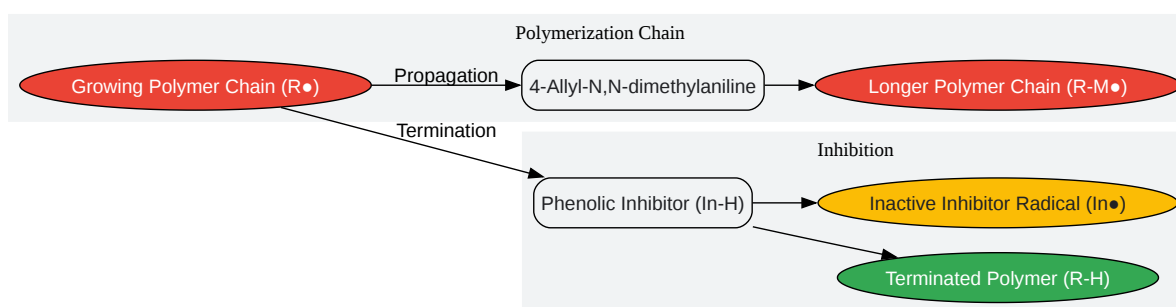 Polymerization Chain
Growing Polymer Chain (R●)
Propagation
4-Allyl-N,N-dimethylaniline
Longer Polymer Chain (R-M●)
Termination
Inhibition
Phenolic Inhibitor (In-H)
Inactive Inhibitor Radical (In●)
Terminated Polymer (R-H)